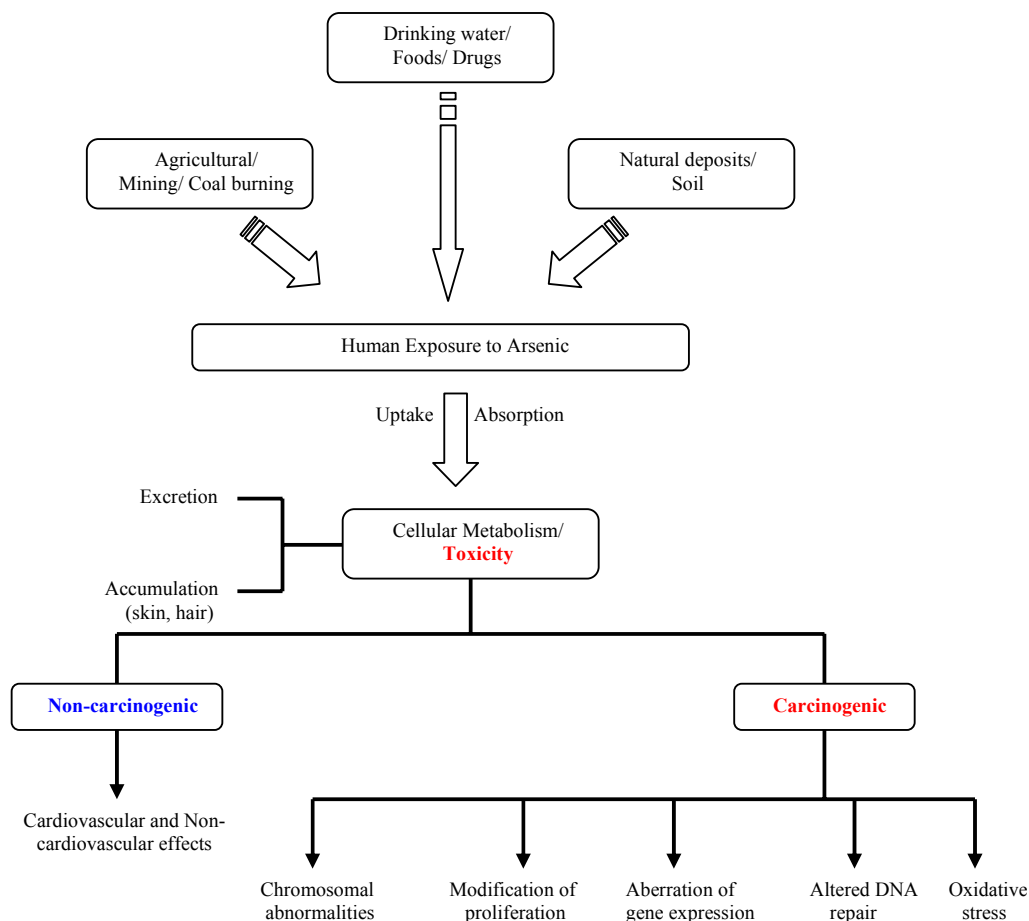 Drinking water/
Foods/ Drugs
Agricultural/
Mining/ Coal burning
Natural deposits/
Soil
Human Exposure to Arsenic
Uptake
Absorption
Excretion
Cellular Metabolism/
Toxicity
Accumulation
(skin, hair)
Non-carcinogenic
Carcinogenic
Cardiovascular and Non-
cardiovascular effects
Chromosomal
abnormalities
Modification of
proliferation
Aberration of
gene expression
Altered DNA
repair
Oxidative
stress